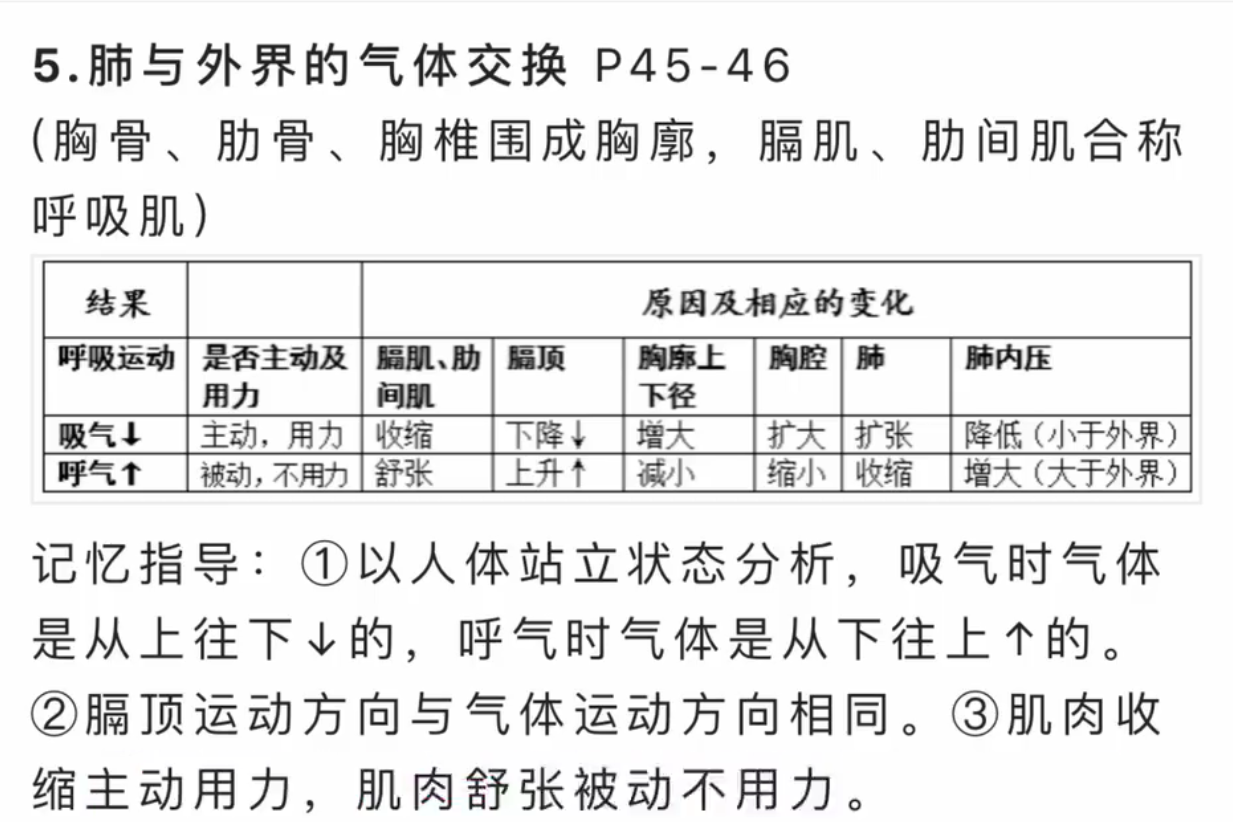 5.肺与外界的气体交换 P45-46
(胸骨、肋骨、胸椎围成胸廓，膈肌、肋间肌合称
呼吸肌)
结果 原因及相应的变化
呼吸运动 是否主动及用力 膈肌、肋间肌 膈顶 胸廓上下径 胸腔 肺 肺内压
吸气↓ 主动，用力 收缩 下降↓ 增大 扩大 扩张 降低（小于外界）
呼气↑ 被动，不用力 舒张 上升↑ 减小 缩小 收缩 增大（大于外界）
记忆指导：①以人体站立状态分析，吸气时气体
是从上往下↓的，呼气时气体是从下往上↑的。
②膈顶运动方向与气体运动方向相同。③肌肉收
缩主动用力，肌肉舒张被动不用力。